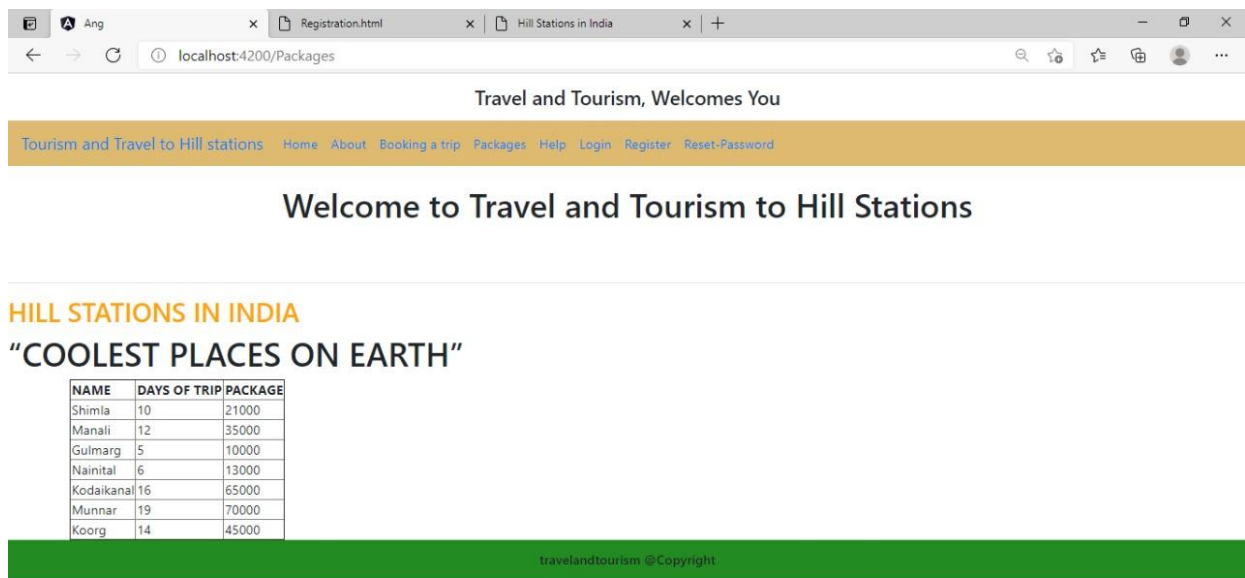 Ang Registration.html Hill Stations in India
localhost:4200/Packages
Travel and Tourism, Welcomes You
Tourism and Travel to Hill stations Home About Booking a trip Packages Help Login Register Reset-Password
Welcome to Travel and Tourism to Hill Stations
HILL STATIONS IN INDIA
“COOLEST PLACES ON EARTH”
NAME DAYS OF TRIP PACKAGE
Shimla 10 21000
Manali 12 35000
Gulmarg 5 10000
Nainital 6 13000
Kodaikanal 16 65000
Munnar 19 70000
Koorg 14 45000
travelandtourism @Copyright